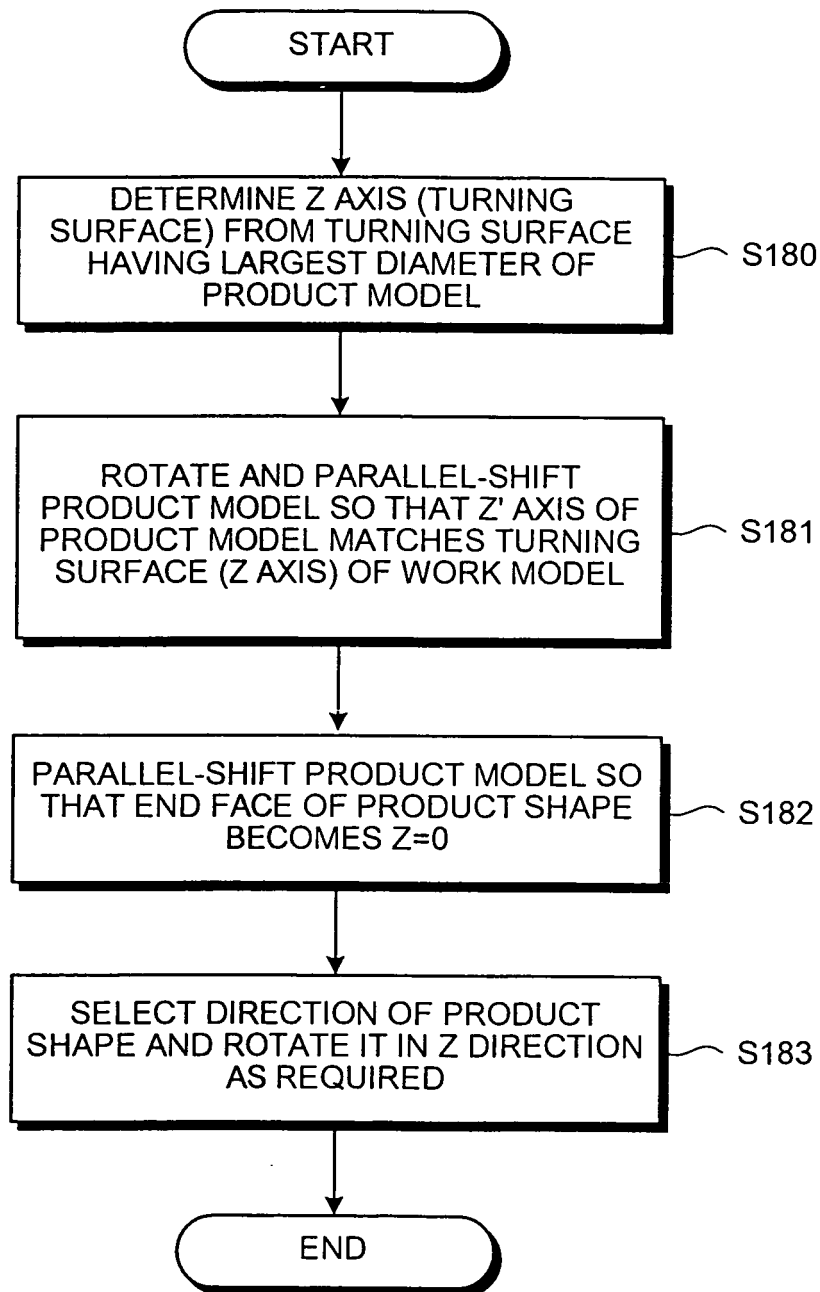 START
DETERMINE Z AXIS (TURNING
SURFACE) FROM TURNING SURFACE
HAVING LARGEST DIAMETER OF
PRODUCT MODEL
S180
ROTATE AND PARALLEL-SHIFT
PRODUCT MODEL SO THAT Z' AXIS OF
PRODUCT MODEL MATCHES TURNING
SURFACE (Z AXIS) OF WORK MODEL
S181
PARALLEL-SHIFT PRODUCT MODEL SO
THAT END FACE OF PRODUCT SHAPE
BECOMES Z=0
S182
SELECT DIRECTION OF PRODUCT
SHAPE AND ROTATE IT IN Z DIRECTION
AS REQUIRED
S183
END